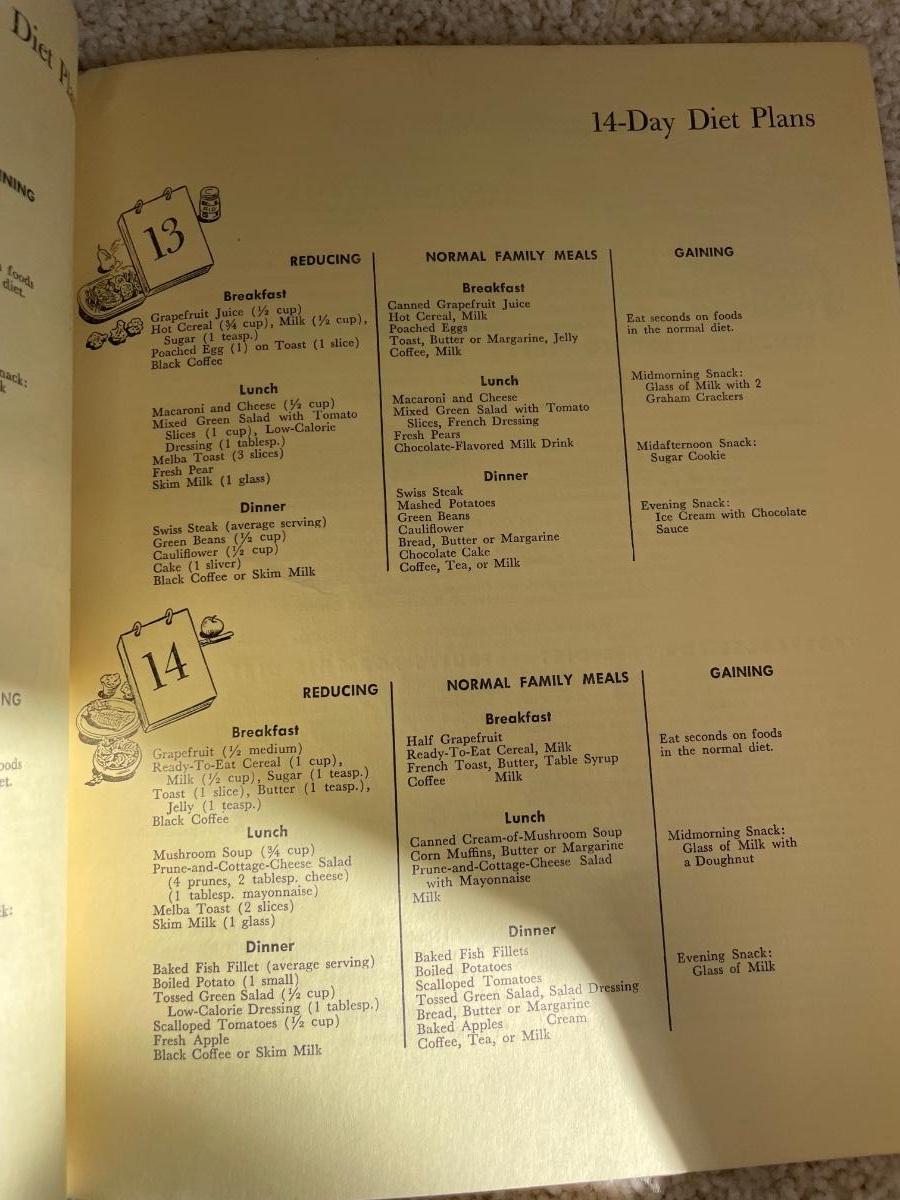 Diet Pl
NING
foods
diet.
nack:
k
NG
oods
et.
k:
14-Day Diet Plans
13
REDUCING
Breakfast
Grapefruit Juice (½ cup)
Hot Cereal (¾ cup), Milk (½ cup),
Sugar (1 teasp.)
Poached Egg (1) on Toast (1 slice)
Black Coffee
Lunch
Macaroni and Cheese (½ cup)
Mixed Green Salad with Tomato
Slices (1 cup), Low-Calorie
Dressing (1 tablesp.)
Melba Toast (3 slices)
Fresh Pear
Skim Milk (1 glass)
Dinner
Swiss Steak (average serving)
Green Beans (½ cup)
Cauliflower (½ cup)
Cake (1 sliver)
Black Coffee or Skim Milk
NORMAL FAMILY MEALS
Breakfast
Canned Grapefruit Juice
Hot Cereal, Milk
Poached Eggs
Toast, Butter or Margarine, Jelly
Coffee, Milk
Lunch
Macaroni and Cheese
Mixed Green Salad with Tomato
Slices, French Dressing
Fresh Pears
Chocolate-Flavored Milk Drink
Dinner
Swiss Steak
Mashed Potatoes
Green Beans
Cauliflower
Bread, Butter or Margarine
Chocolate Cake
Coffee, Tea, or Milk
GAINING
Eat seconds on foods
in the normal diet.
Midmorning Snack:
Glass of Milk with 2
Graham Crackers
Midafternoon Snack:
Sugar Cookie
Evening Snack:
Ice Cream with Chocolate
Sauce
14
REDUCING
Breakfast
Grapefruit (½ medium)
Ready-To-Eat Cereal (1 cup),
Milk (½ cup), Sugar (1 teasp.)
Toast (1 slice), Butter (1 teasp.),
Jelly (1 teasp.)
Black Coffee
Lunch
Mushroom Soup (¾ cup)
Prune-and-Cottage-Cheese Salad
(4 prunes, 2 tablesp. cheese)
(1 tablesp. mayonnaise)
Melba Toast (2 slices)
Skim Milk (1 glass)
Dinner
Baked Fish Fillet (average serving)
Boiled Potato (1 small)
Tossed Green Salad (½ cup)
Low-Calorie Dressing (1 tablesp.)
Scalloped Tomatoes (½ cup)
Fresh Apple
Black Coffee or Skim Milk
NORMAL FAMILY MEALS
Breakfast
Half Grapefruit
Ready-To-Eat Cereal, Milk
French Toast, Butter, Table Syrup
Coffee Milk
Lunch
Canned Cream-of-Mushroom Soup
Corn Muffins, Butter or Margarine
Prune-and-Cottage-Cheese Salad
with Mayonnaise
Milk
Dinner
Baked Fish Fillets
Boiled Potatoes
Scalloped Tomatoes
Tossed Green Salad, Salad Dressing
Bread, Butter or Margarine
Baked Apples Cream
Coffee, Tea, or Milk
GAINING
Eat seconds on foods
in the normal diet.
Midmorning Snack:
Glass of Milk with
a Doughnut
Evening Snack:
Glass of Milk